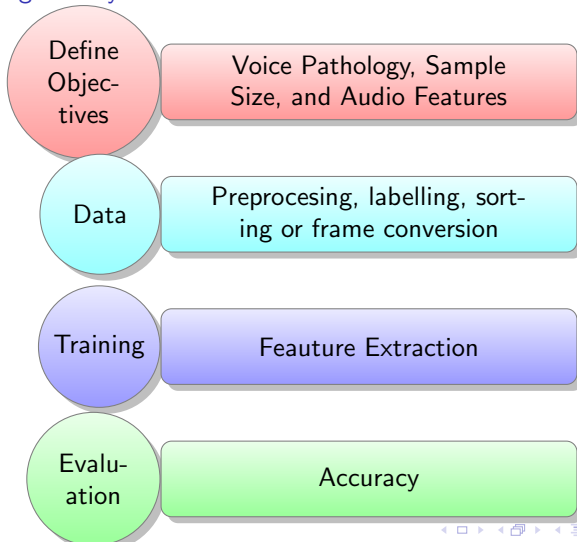 Define
Objec-
tives
Voice Pathology, Sample
Size, and Audio Features
Data
Preprocesing, labelling, sort-
ing or frame conversion
Training
Feauture Extraction
Evalu-
ation
Accuracy